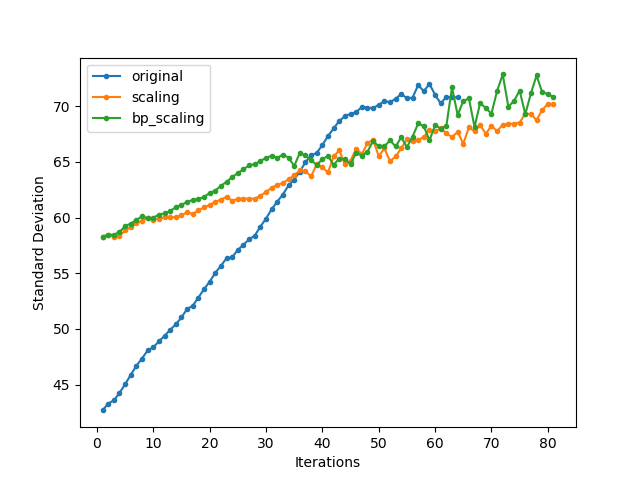 original
scaling
bp_scaling
70
65
60
55
50
45
Standard Deviation
0 10 20 30 40 50 60 70 80
Iterations